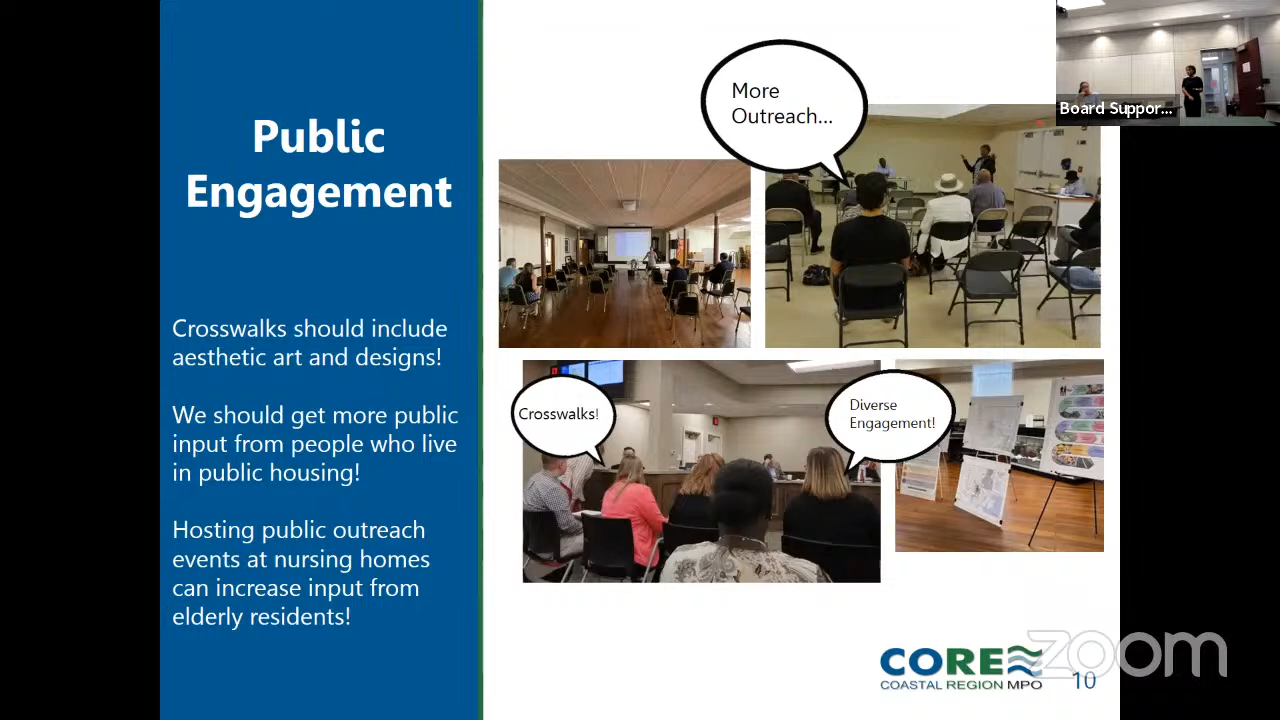 Public
Engagement
Crosswalks should include
aesthetic art and designs!
We should get more public
input from people who live
in public housing!
Hosting public outreach
events at nursing homes
can increase input from
elderly residents!
More
Outreach...
Crosswalks!
Diverse
Engagement!
Board Suppor...
CORE
COASTAL REGION MPO
10
zoom